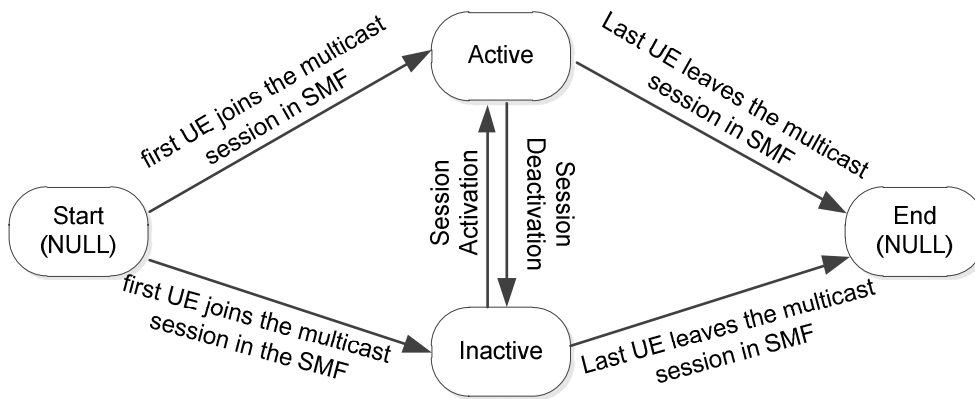 first UE joins the multicast
session in SMF
Active
Last UE leaves the multicast
session in SMF
Start
(NULL)
Session
Activation
Session
Deactivation
End
(NULL)
first UE joins the multicast
session in the SMF
Inactive
Last UE leaves the multicast
session in SMF